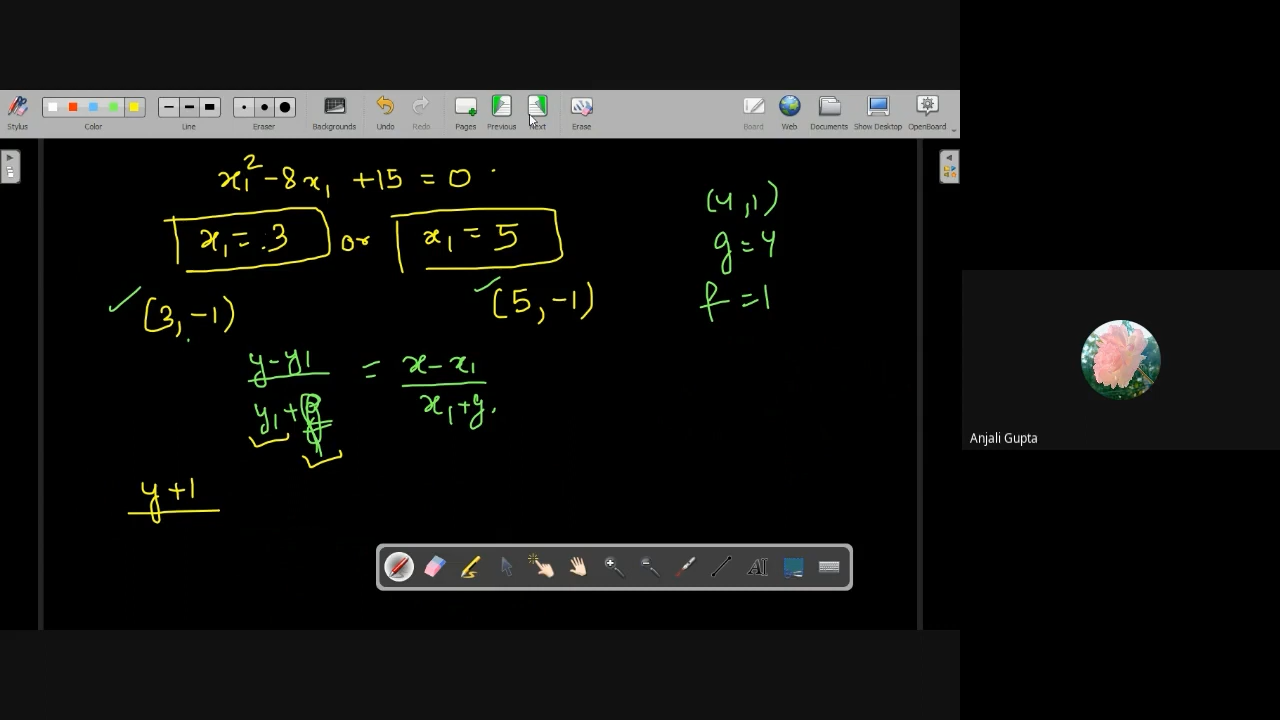 Stylus Color Line Eraser Backgrounds Undo Redo Pages Previous Next Erase Board Web Documents Show Desktop OpenBoard
x₁² - 8x₁ + 15 = 0
x₁ = 3 or x₁ = 5
(3, -1) (5, -1)
(4, 1)
g = 4
f = 1
y - y₁ = x - x₁
y₁ + f x₁ + g
y + 1
AI
Anjali Gupta